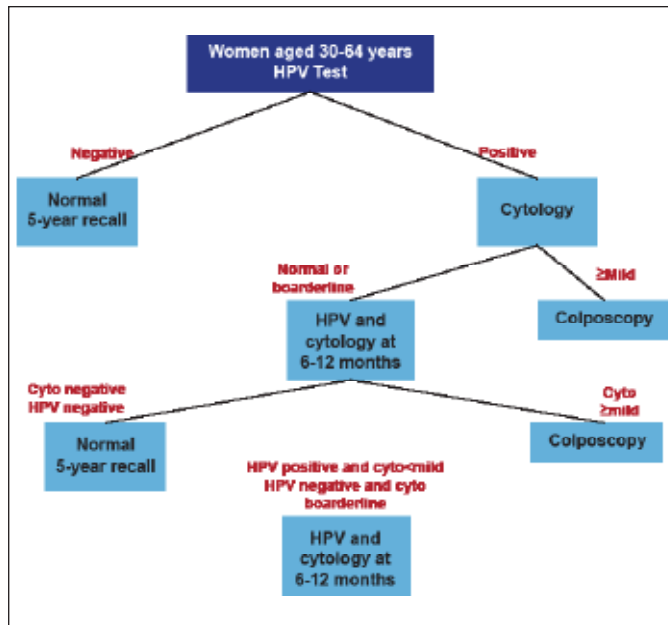 Women aged 30-64 years
HPV Test
Negative
Positive
Normal
5-year recall
Cytology
Normal or
boarderline
≥Mild
HPV and
cytology at
6-12 months
Colposcopy
Cyto negative
HPV negative
Cyto
≥mild
Normal
5-year recall
Colposcopy
HPV positive and cyto<mild
HPV negative and cyto
boarderline
HPV and
cytology at
6-12 months